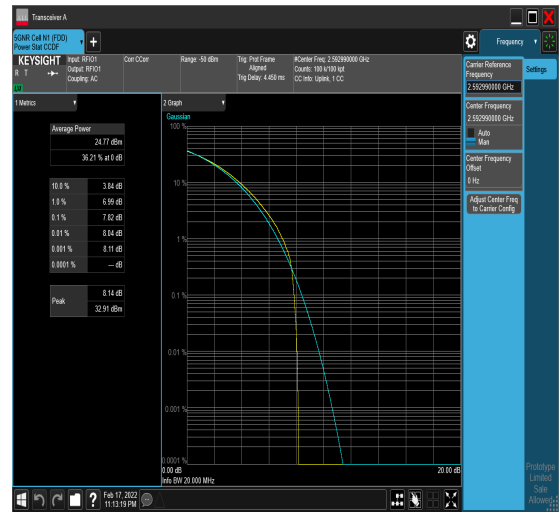 Transceiver A
5GNR Cell N1 (FDD)
Power Stat CCDF
Frequency
KEYSIGHT
R T
Input: RFIO1
Output: RFIO1
Coupling: AC
Corr CCorr
Range: -50 dBm
Trig: Prot Frame
Aligned
Trig Delay: 4.450 ms
#Center Freq: 2.592990000 GHz
Counts: 100 k/100 kpt
CC Info: Uplink, 1 CC
1 Metrics
Average Power
24.77 dBm
36.21 % at 0 dB
10.0 % 3.84 dB
1.0 % 6.99 dB
0.1 % 7.82 dB
0.01 % 8.04 dB
0.001 % 8.11 dB
0.0001 % --- dB
Peak
8.14 dB
32.91 dBm
2 Graph
Gaussian
100 %
10 %
1 %
0.1 %
0.01 %
0.001 %
0.0001 %
0.00 dB
20.00 dB
Info BW 20.000 MHz
Carrier Reference
Frequency
2.592990000 GHz
Settings
Center Frequency
2.592990000 GHz
Auto
Man
Center Frequency
Offset
0 Hz
Adjust Center Freq
to Carrier Config
Prototype
Limited
Sale
Allowed
Feb 17, 2022
11:13:19 PM